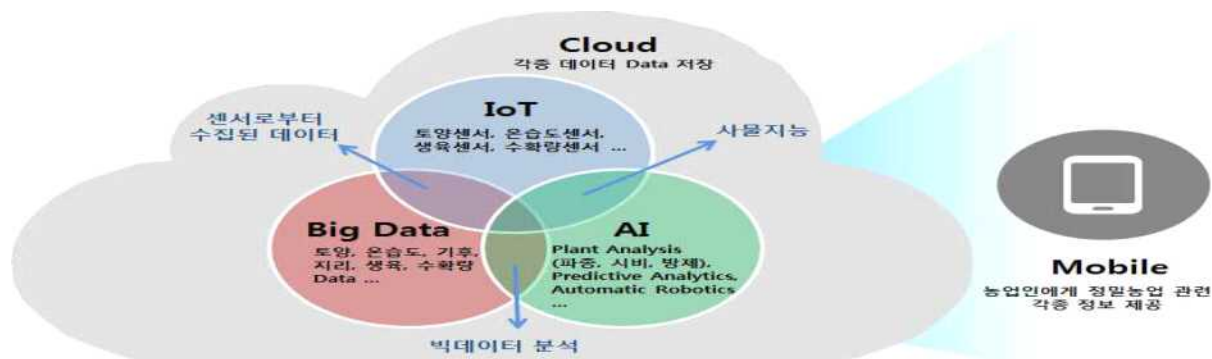 Cloud
각종 데이터 Data 저장
센서로부터
수집된 데이터
IoT
토양센서, 온습도센서,
생육센서, 수확량센서 ...
사물지능
Big Data
토양, 온습도, 기후,
지리, 생육, 수확량
Data ...
AI
Plant Analysis
(파종, 시비, 방제),
Predictive Analytics,
Automatic Robotics
...
빅데이터 분석
Mobile
농업인에게 정밀농업 관련
각종 정보 제공